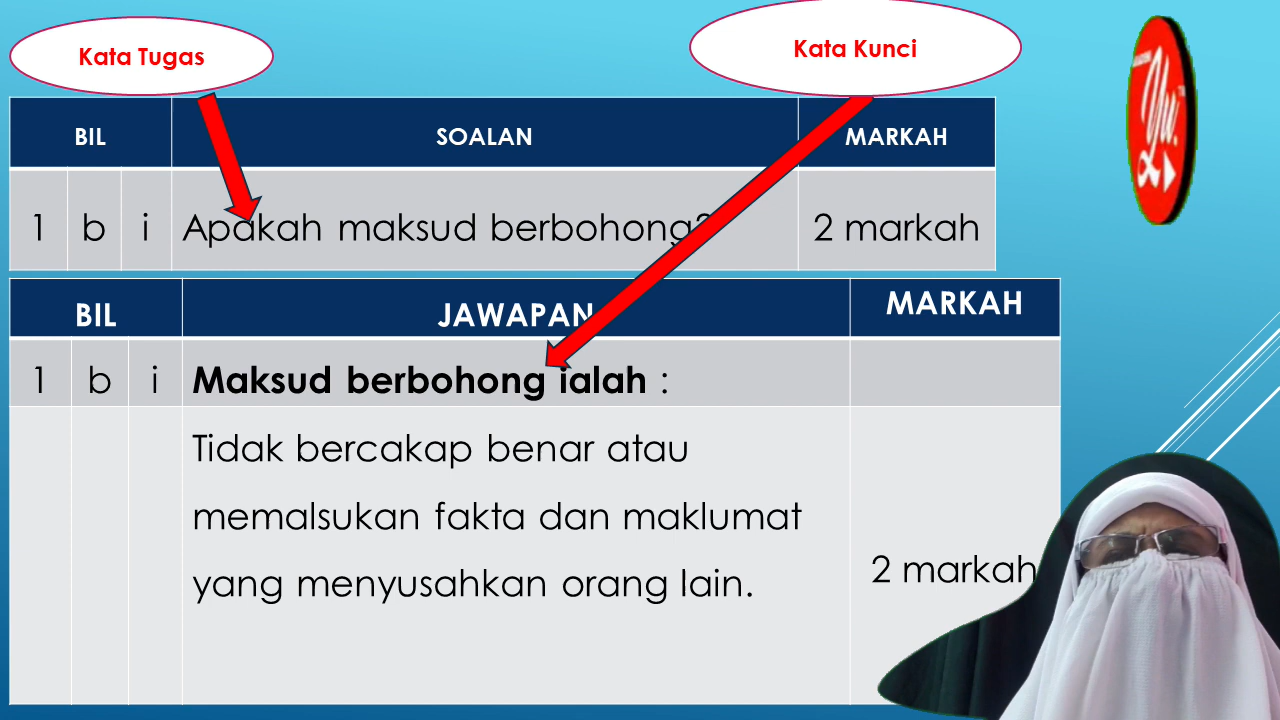 Kata Tugas
Kata Kunci
BIL SOALAN MARKAH
1 b i Apakah maksud berbohong? 2 markah
BIL JAWAPAN MARKAH
1 b i Maksud berbohong ialah :
Tidak bercakap benar atau
memalsukan fakta dan maklumat
yang menyusahkan orang lain.
2 markah
Yu.